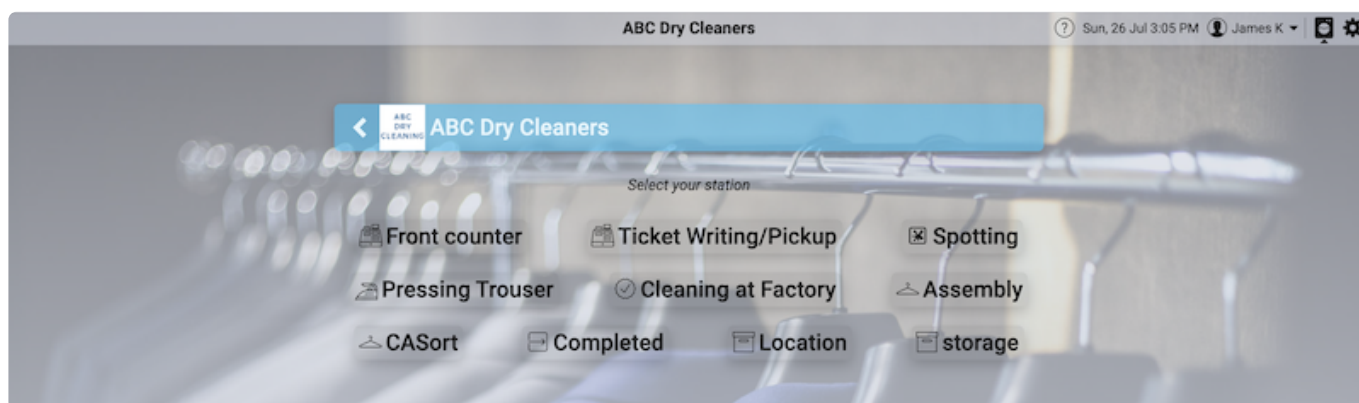 ABC Dry Cleaners
Sun, 26 Jul 3:05 PM James K
ABC
DRY
CLEANING
ABC Dry Cleaners
Select your station
Front counter Ticket Writing/Pickup Spotting
Pressing Trouser Cleaning at Factory Assembly
CASort Completed Location storage